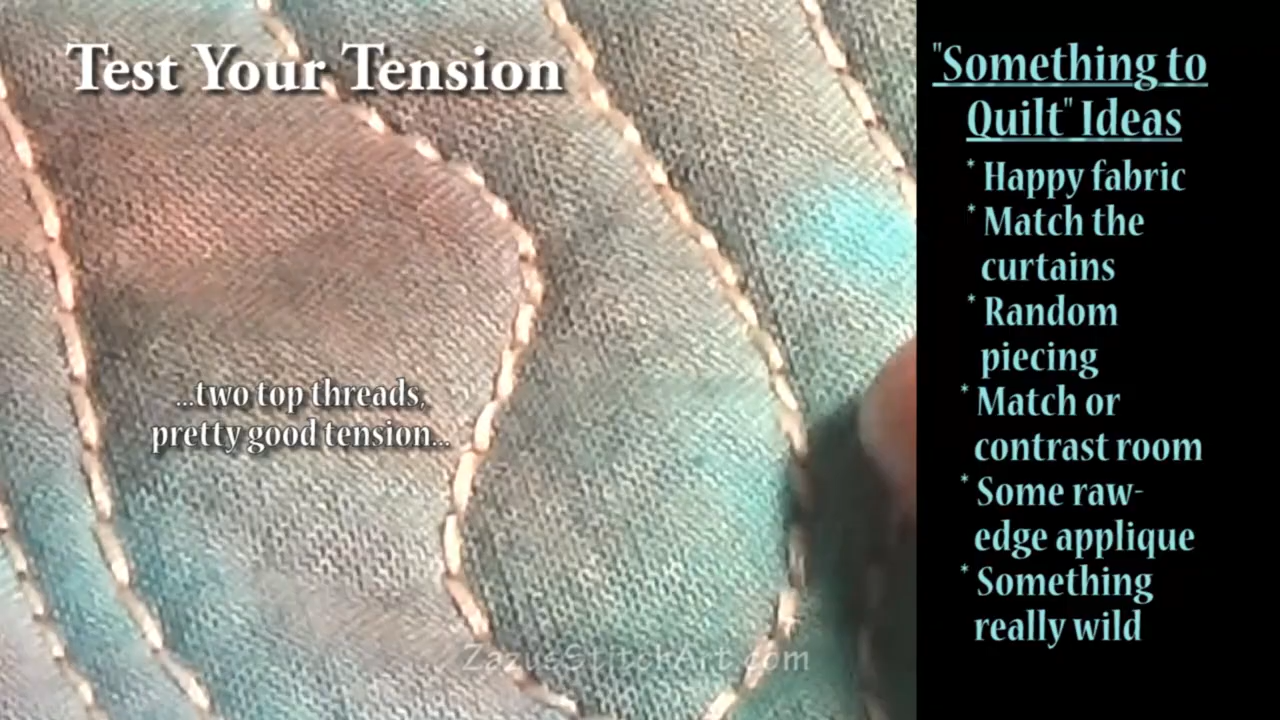 Test Your Tension
...two top threads,
pretty good tension...
ZazusStitchArt.com
"Something to
Quilt" Ideas
* Happy fabric
* Match the
curtains
* Random
piecing
* Match or
contrast room
* Some raw-
edge applique
* Something
really wild